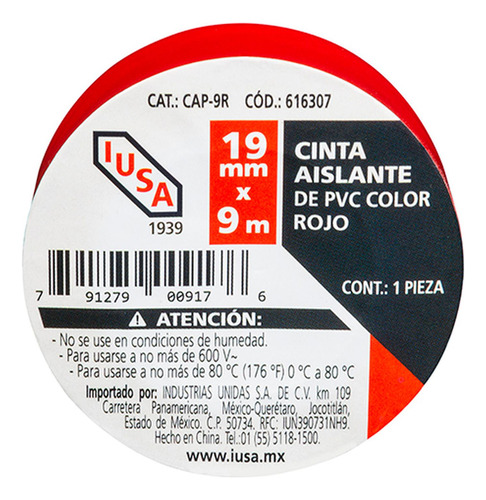 CAT.: CAP-9R CÓD.: 616307
IUSA
1939
19
mm
x
9 m
CINTA
AISLANTE
DE PVC COLOR
ROJO
CONT.: 1 PIEZA
7 91279 00917 6
ATENCIÓN:
- No se use en condiciones de humedad.
- Para usarse a no más de 600 V~
- Para usarse a no más de 80 °C (176 °F) 0 °C a 80 °C
Importado por: INDUSTRIAS UNIDAS S.A. DE C.V. km 109
Carretera Panamericana, México-Querétaro, Jocotitlán,
Estado de México. C.P. 50734. RFC: IUN390731NH9.
Hecho en China. Tel.:01 (55) 5118-1500.
www.iusa.mx